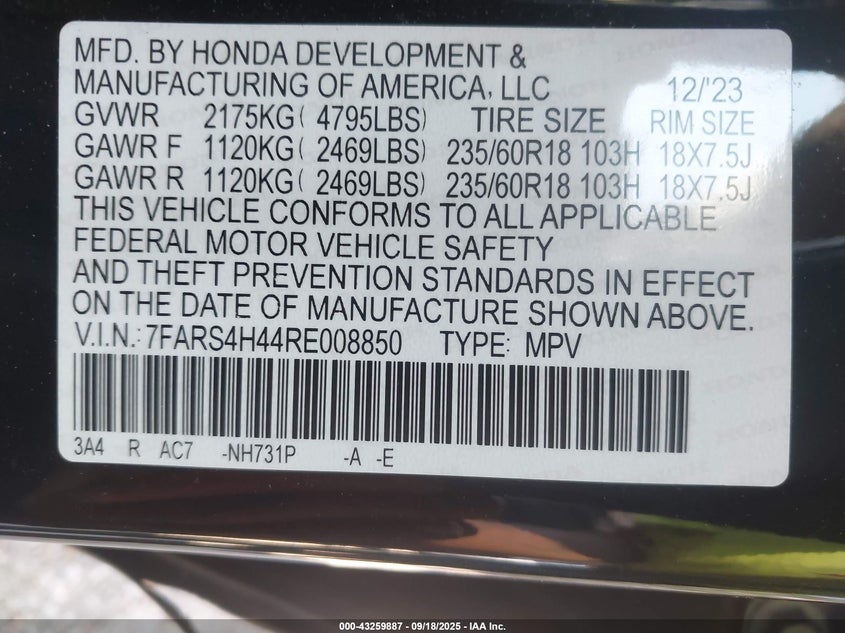 MFD. BY HONDA DEVELOPMENT &
MANUFACTURING OF AMERICA, LLC 12/'23
GVWR 2175KG( 4795LBS) TIRE SIZE RIM SIZE
GAWR F 1120KG( 2469LBS) 235/60R18 103H 18X7.5J
GAWR R 1120KG( 2469LBS) 235/60R18 103H 18X7.5J
THIS VEHICLE CONFORMS TO ALL APPLICABLE
FEDERAL MOTOR VEHICLE SAFETY
AND THEFT PREVENTION STANDARDS IN EFFECT
ON THE DATE OF MANUFACTURE SHOWN ABOVE.
V.I.N.: 7FARS4H44RE008850 TYPE: MPV
3A4 R AC7 -NH731P -A -E
000-43259887 - 09/18/2025 - IAA Inc.